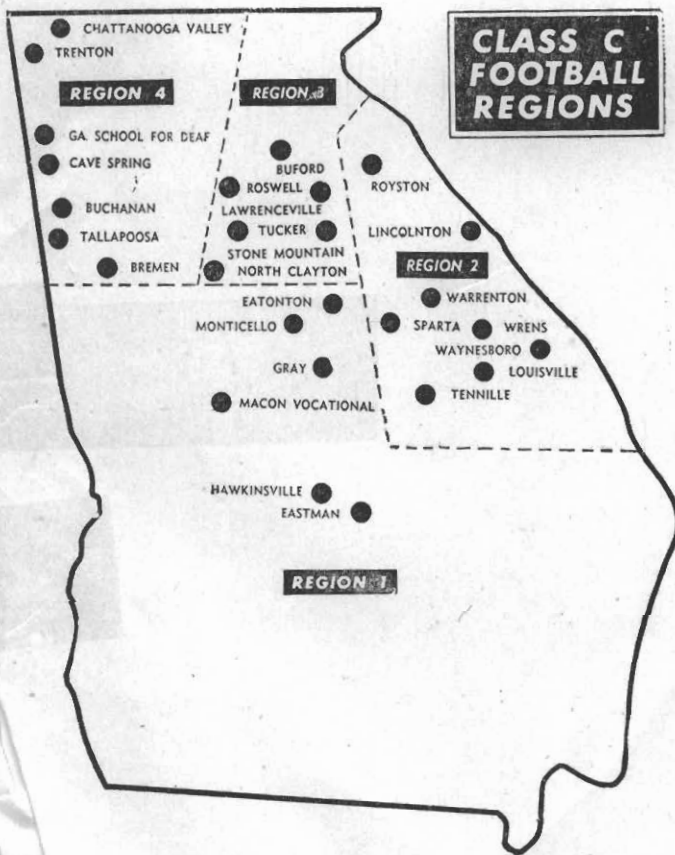 CLASS C
FOOTBALL
REGIONS
CHATTANOOGA VALLEY
TRENTON
REGION 4
REGION 3
GA. SCHOOL FOR DEAF
CAVE SPRING
BUCHANAN
TALLAPOOSA
BREMEN
BUFORD
ROSWELL
LAWRENCEVILLE
TUCKER
STONE MOUNTAIN
NORTH CLAYTON
ROYSTON
LINCOLNTON
REGION 2
WARRENTON
SPARTA
WRENS
WAYNESBORO
LOUISVILLE
TENNILLE
EATONTON
MONTICELLO
GRAY
MACON VOCATIONAL
HAWKINSVILLE
EASTMAN
REGION 1